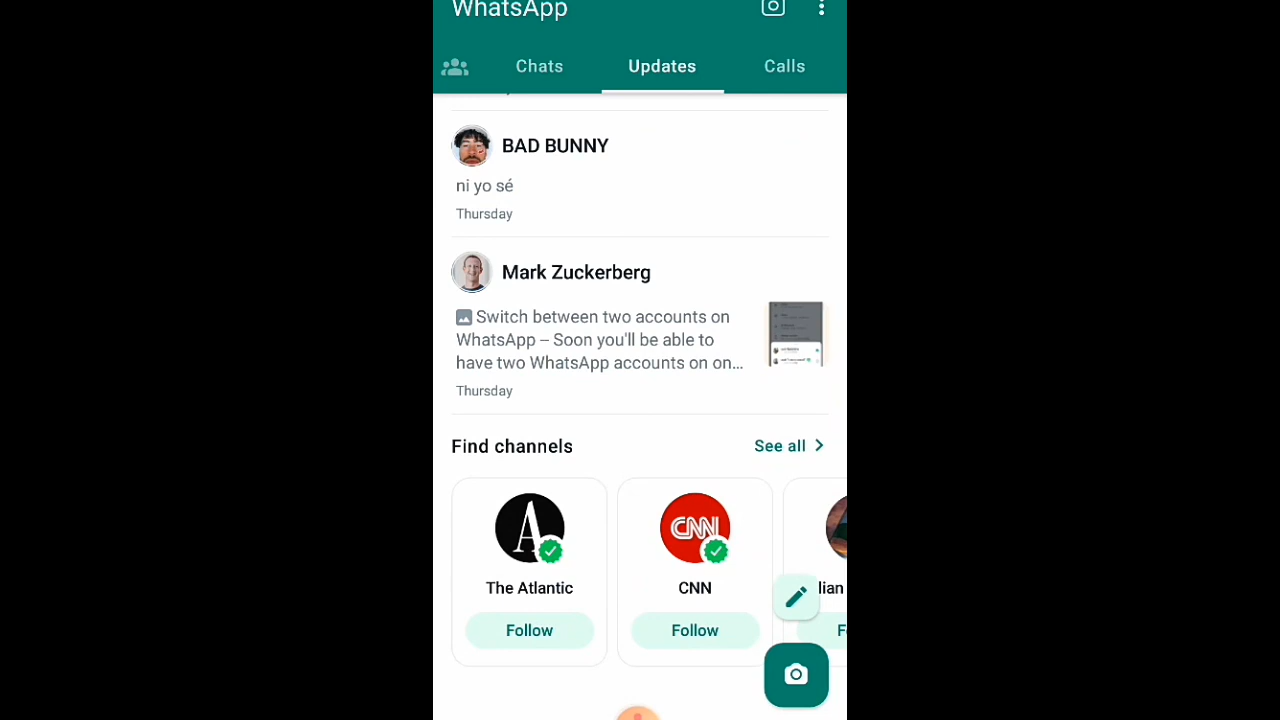 WhatsApp
Chats
Updates
Calls
BAD BUNNY
ni yo sé
Thursday
Mark Zuckerberg
Switch between two accounts on
WhatsApp – Soon you'll be able to
have two WhatsApp accounts on on...
Thursday
Find channels
See all
A
CNN
The Atlantic
CNN
lian
Follow
Follow
F